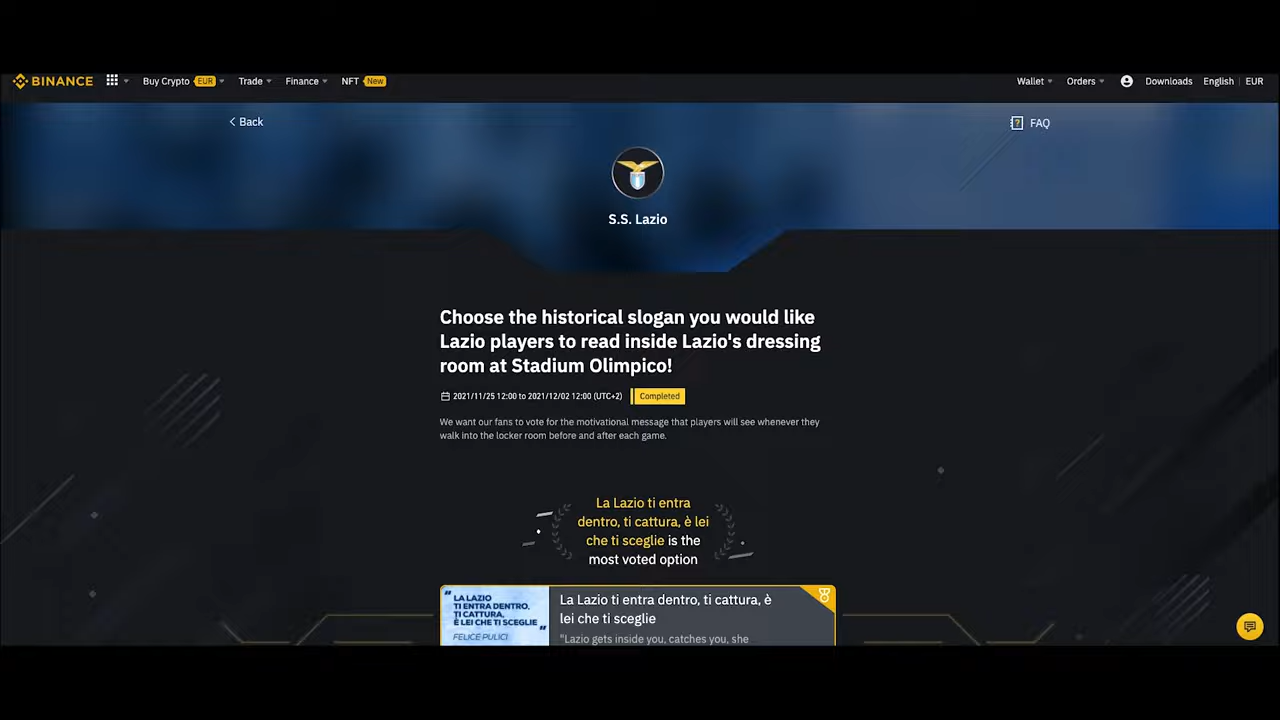 BINANCE Buy Crypto EUR Trade Finance NFT New Wallet Orders Downloads English EUR
Back
FAQ
S.S. Lazio
Choose the historical slogan you would like
Lazio players to read inside Lazio's dressing
room at Stadium Olimpico!
2021/11/25 12:00 to 2021/12/02 12:00 (UTC+2) Completed
We want our fans to vote for the motivational message that players will see whenever they
walk into the locker room before and after each game.
La Lazio ti entra
dentro, ti cattura, è lei
che ti sceglie is the
most voted option
"LA LAZIO
TI ENTRA DENTRO,
TI CATTURA,
È LEI CHE TI SCEGLIE"
FELICE PULICI
La Lazio ti entra dentro, ti cattura, è
lei che ti sceglie
"Lazio gets inside you, catches you, she